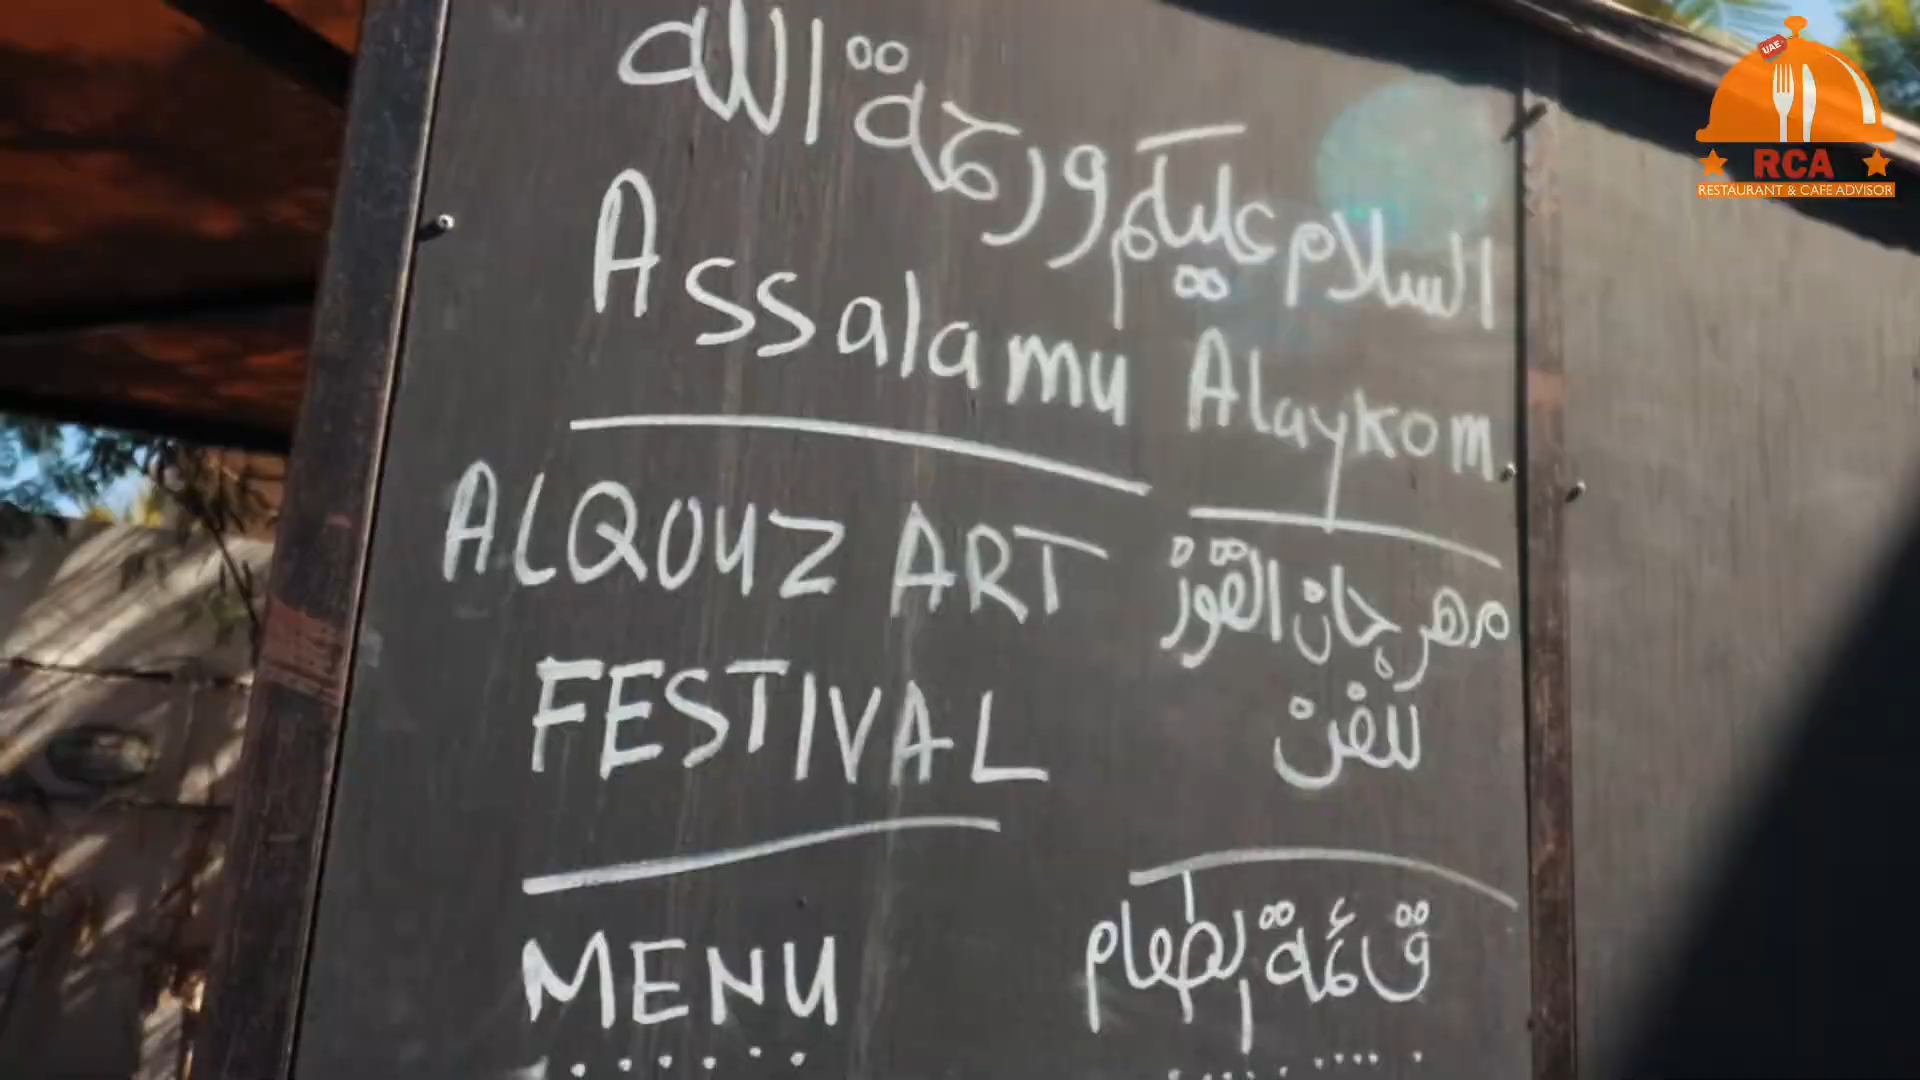 السلام عليكم ورحمة الله
Assalamu Alaykom
ALQOUZ ART
FESTIVAL
مهرجان القوز
للفن
MENU
قائمة الطعام
UAE
RCA
RESTAURANT & CAFE ADVISOR